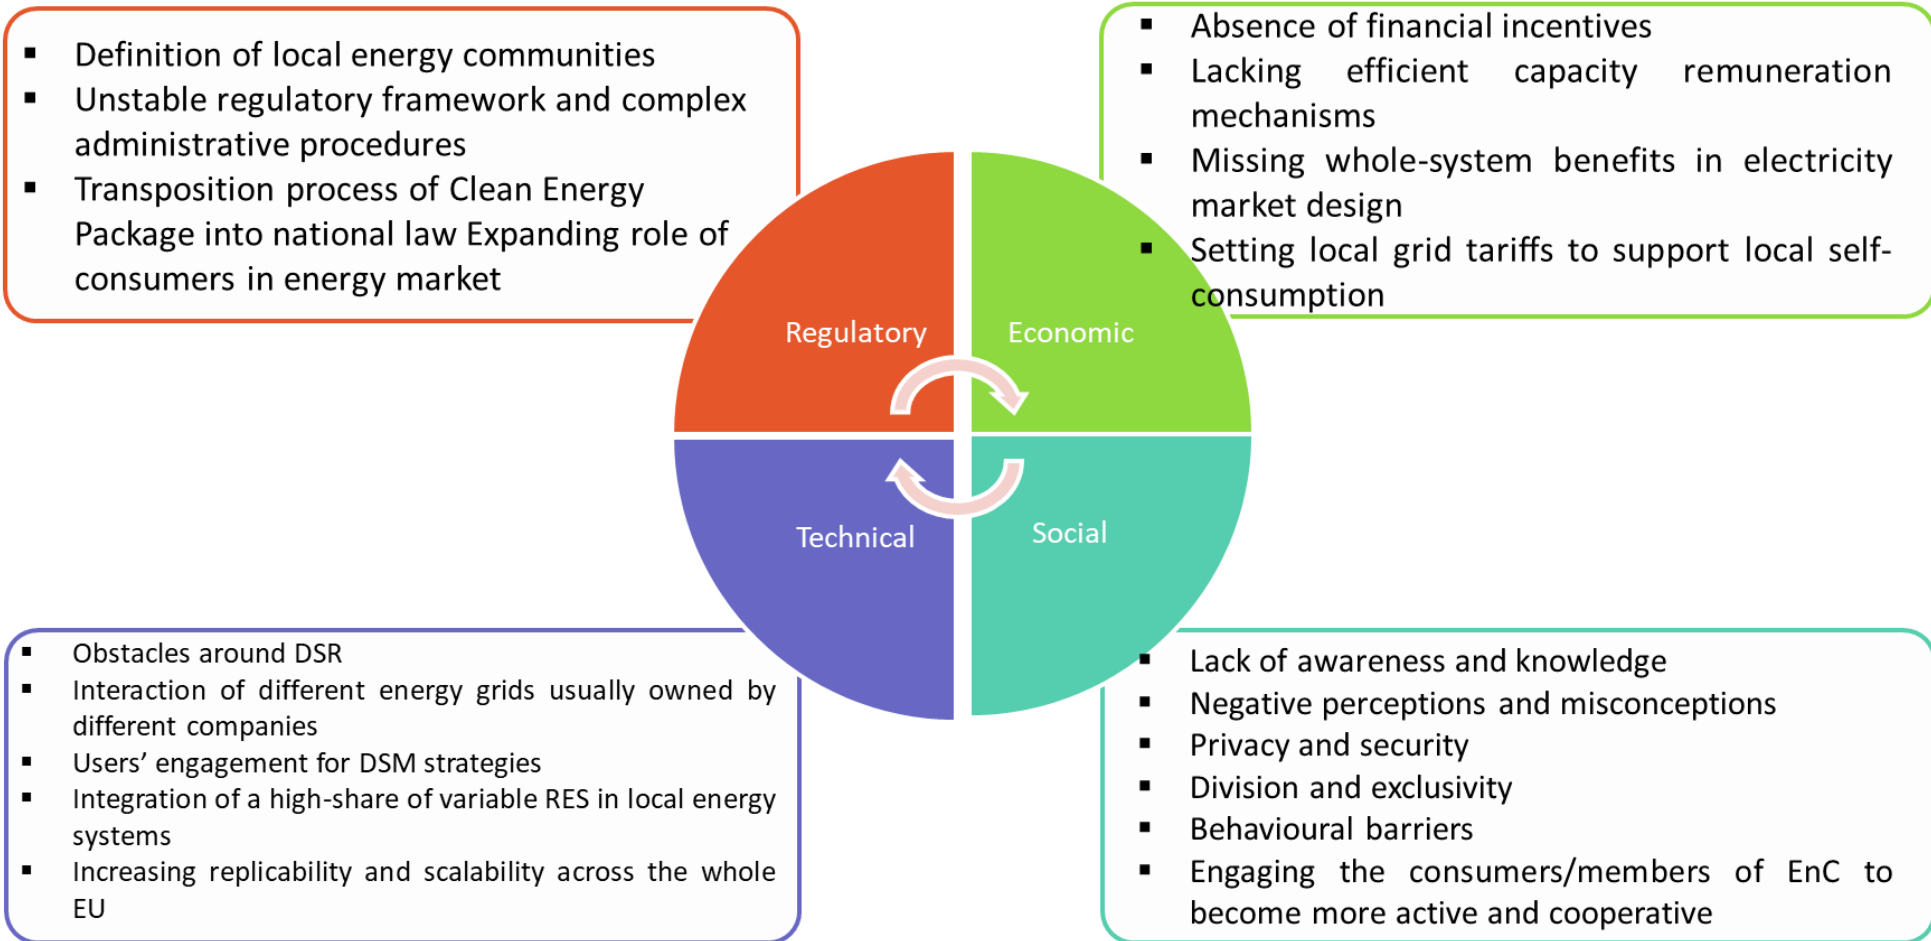 ▪ Definition of local energy communities
▪ Unstable regulatory framework and complex
administrative procedures
▪ Transposition process of Clean Energy
Package into national law Expanding role of
consumers in energy market
▪ Absence of financial incentives
▪ Lacking efficient capacity remuneration
mechanisms
▪ Missing whole-system benefits in electricity
market design
▪ Setting local grid tariffs to support local self-
consumption
Regulatory
Economic
Technical
Social
▪ Obstacles around DSR
▪ Interaction of different energy grids usually owned by
different companies
▪ Users’ engagement for DSM strategies
▪ Integration of a high-share of variable RES in local energy
systems
▪ Increasing replicability and scalability across the whole
EU
▪ Lack of awareness and knowledge
▪ Negative perceptions and misconceptions
▪ Privacy and security
▪ Division and exclusivity
▪ Behavioural barriers
▪ Engaging the consumers/members of EnC to
become more active and cooperative